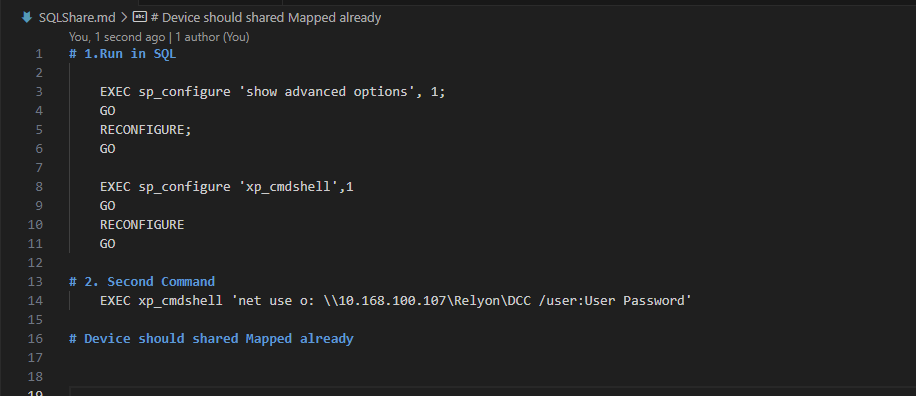 SQLShare.md > # Device should shared Mapped already
You, 1 second ago | 1 author (You)
1 # 1.Run in SQL
2
3 EXEC sp_configure 'show advanced options', 1;
4 GO
5 RECONFIGURE;
6 GO
7
8 EXEC sp_configure 'xp_cmdshell',1
9 GO
10 RECONFIGURE
11 GO
12
13 # 2. Second Command
14 EXEC xp_cmdshell 'net use o: \\10.168.100.107\Relyon\DCC /user:User Password'
15
16 # Device should shared Mapped already
17
18
19